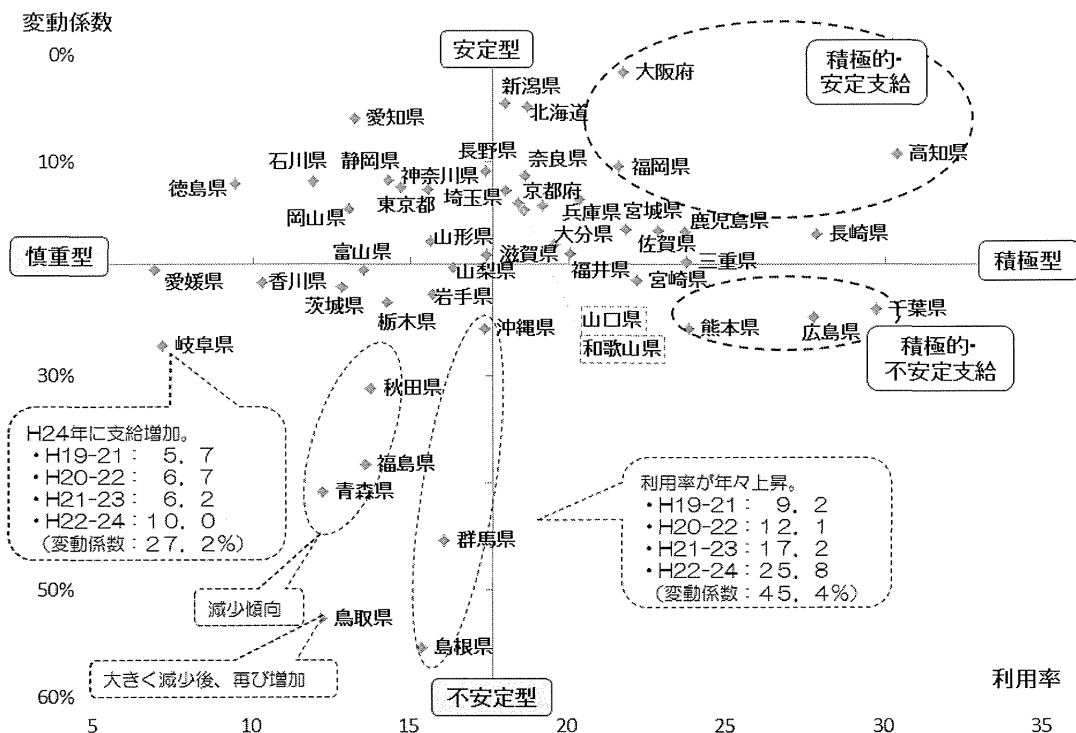 変動係数
0%
安定型
積極的・
安定支給
大阪府
新潟県
北海道
愛知県
長野県
奈良県
高知県
10%
石川県
静岡県
神奈川県
福岡県
徳島県
東京都
埼玉県
京都府
岡山県
兵庫県
宮城県
鹿児島県
山形県
大分県
佐賀県
長崎県
慎重型
富山県
滋賀県
積極型
愛媛県
香川県
山梨県
福井県
三重県
宮崎県
茨城県
岩手県
栃木県
山口県
千葉県
沖縄県
熊本県
広島県
和歌山県
岐阜県
積極的・
不安定支給
30%
秋田県
H24年に支給増加。
・H19-21: 5.7
・H20-22: 6.7
・H21-23: 6.2
・H22-24:10.0
(変動係数:27.2%)
福島県
青森県
利用率が年々上昇。
・H19-21: 9.2
・H20-22:12.1
・H21-23:17.2
・H22-24:25.8
(変動係数:45.4%)
群馬県
50%
減少傾向
鳥取県
島根県
大きく減少後、再び増加
60%
不安定型
利用率
5 10 15 20 25 30 35